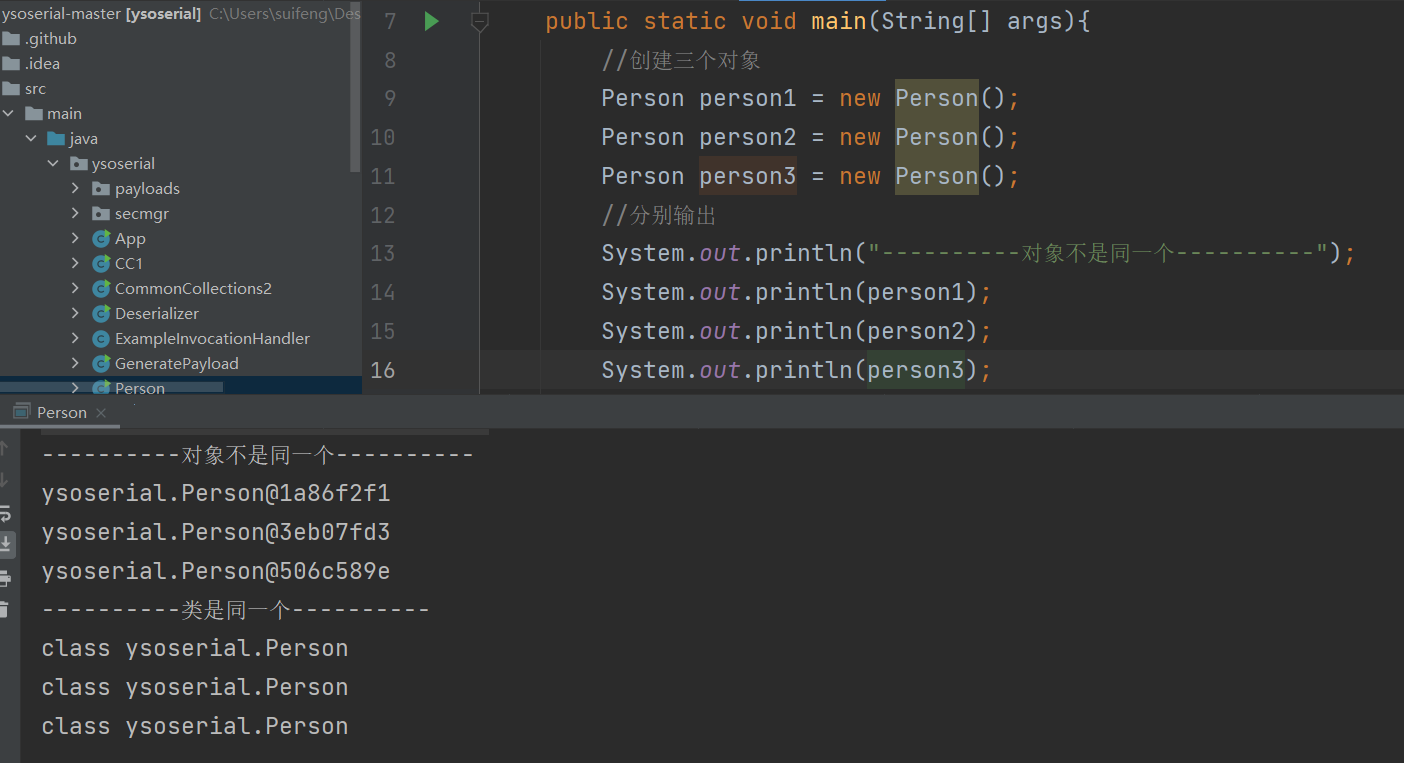 ysoserial-master [ysoserial] C:\Users\suifeng\Des
.github
.idea
src
main
java
ysoserial
payloads
secmgr
App
CC1
CommonCollections2
Deserializer
ExampleInvocationHandler
GeneratePayload
Person
7 public static void main(String[] args){
8 //创建三个对象
9 Person person1 = new Person();
10 Person person2 = new Person();
11 Person person3 = new Person();
12 //分别输出
13 System.out.println("----------对象不是同一个----------");
14 System.out.println(person1);
15 System.out.println(person2);
16 System.out.println(person3);
Person
----------对象不是同一个----------
ysoserial.Person@1a86f2f1
ysoserial.Person@3eb07fd3
ysoserial.Person@506c589e
----------类是同一个----------
class ysoserial.Person
class ysoserial.Person
class ysoserial.Person